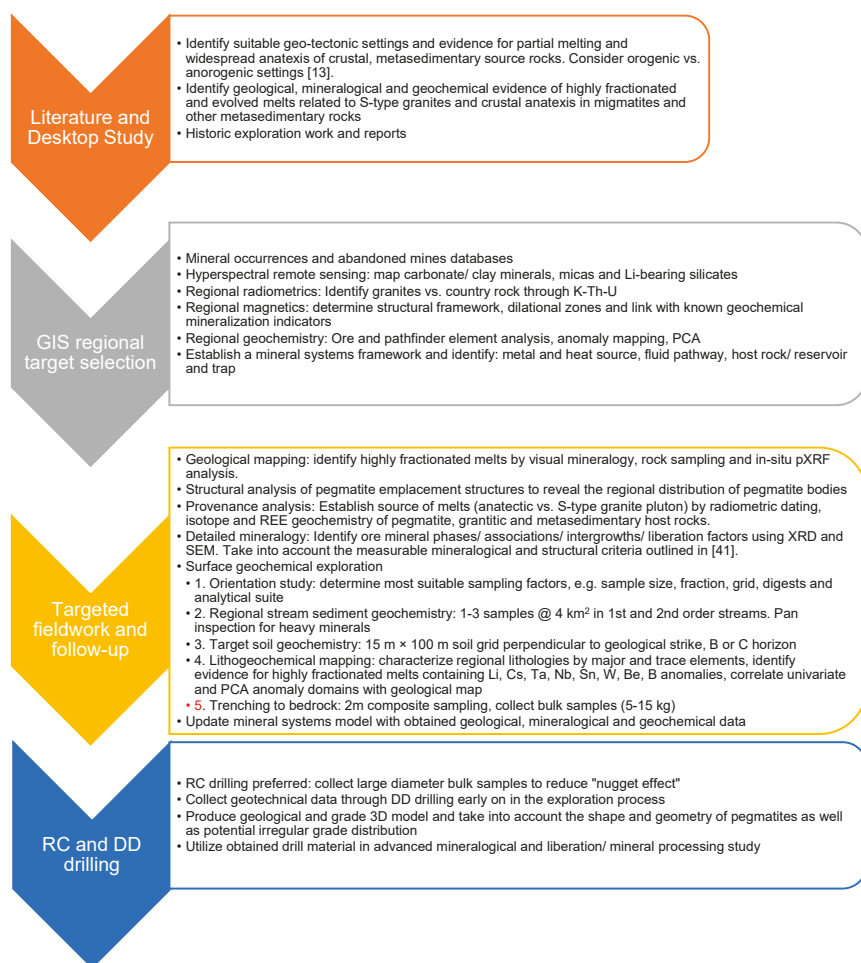 Literature and
Desktop Study
• Identify suitable geo-tectonic settings and evidence for partial melting and
widespread anatexis of crustal, metasedimentary source rocks. Consider orogenic vs.
anorogenic settings [13].
• Identify geological, mineralogical and geochemical evidence of highly fractionated
and evolved melts related to S-type granites and crustal anatexis in migmatites and
other metasedimentary rocks
• Historic exploration work and reports
GIS regional
target selection
• Mineral occurrences and abandoned mines databases
• Hyperspectral remote sensing: map carbonate/ clay minerals, micas and Li-bearing silicates
• Regional radiometrics: Identify granites vs. country rock through K-Th-U
• Regional magnetics: determine structural framework, dilational zones and link with known geochemical
mineralization indicators
• Regional geochemistry: Ore and pathfinder element analysis, anomaly mapping, PCA
• Establish a mineral systems framework and identify: metal and heat source, fluid pathway, host rock/ reservoir
and trap
Targeted
fieldwork and
follow-up
• Geological mapping: identify highly fractionated melts by visual mineralogy, rock sampling and in-situ pXRF
analysis.
• Structural analysis of pegmatite emplacement structures to reveal the regional distribution of pegmatite bodies
• Provenance analysis: Establish source of melts (anatectic vs. S-type granite pluton) by radiometric dating,
isotope and REE geochemistry of pegmatite, grantitic and metasedimentary host rocks.
• Detailed mineralogy: Identify ore mineral phases/ associations/ intergrowths/ liberation factors using XRD and
SEM. Take into account the measurable mineralogical and structural criteria outlined in [41].
• Surface geochemical exploration
• 1. Orientation study: determine most suitable sampling factors, e.g. sample size, fraction, grid, digests and
analytical suite
• 2. Regional stream sediment geochemistry: 1-3 samples @ 4 km² in 1st and 2nd order streams. Pan
inspection for heavy minerals
• 3. Target soil geochemistry: 15 m × 100 m soil grid perpendicular to geological strike, B or C horizon
• 4. Lithogeochemical mapping: characterize regional lithologies by major and trace elements, identify
evidence for highly fractionated melts containing Li, Cs, Ta, Nb, Sn, W, Be, B anomalies, correlate univariate
and PCA anomaly domains with geological map
• 5. Trenching to bedrock: 2m composite sampling, collect bulk samples (5-15 kg)
• Update mineral systems model with obtained geological, mineralogical and geochemical data
RC and DD
drilling
• RC drilling preferred: collect large diameter bulk samples to reduce "nugget effect"
• Collect geotechnical data through DD drilling early on in the exploration process
• Produce geological and grade 3D model and take into account the shape and geometry of pegmatites as well
as potential irregular grade distribution
• Utilize obtained drill material in advanced mineralogical and liberation/ mineral processing study